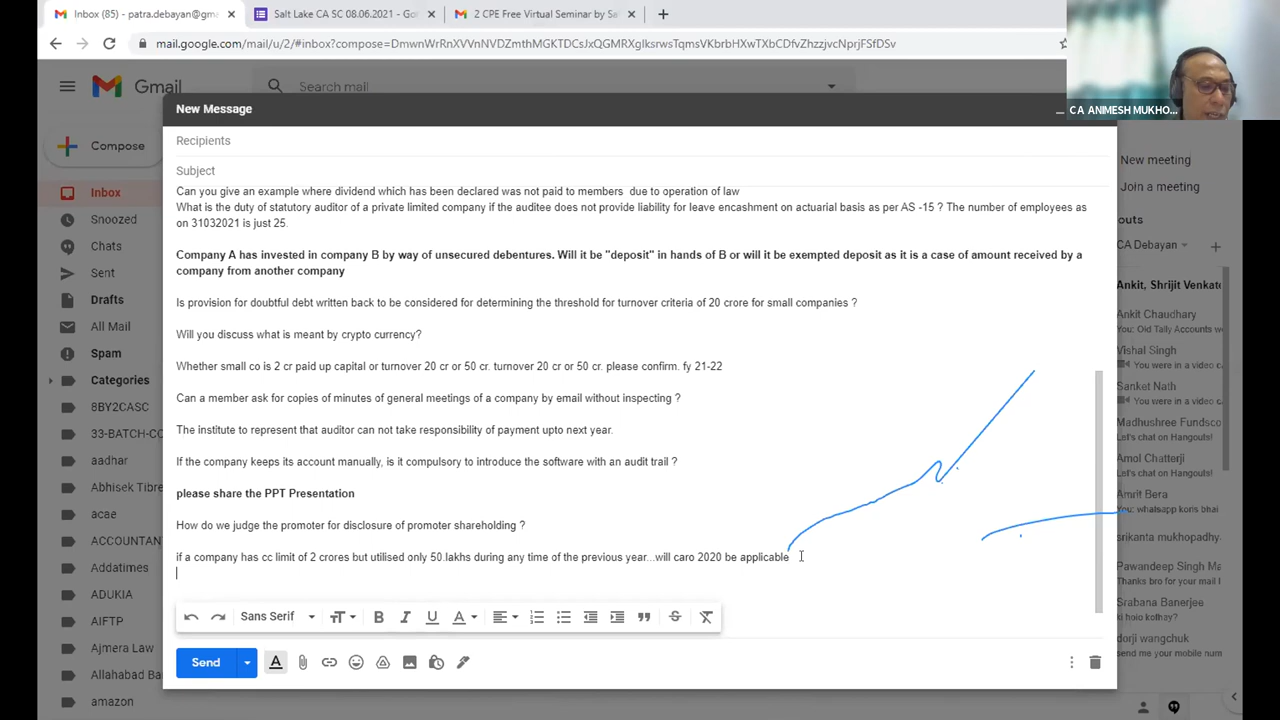 Inbox (85) - patra.debayan@gm
Salt Lake CA SC 08.06.2021 - Go
2 CPE Free Virtual Seminar by Sa
mail.google.com/mail/u/2/#inbox?compose=
Gmail
Search mail
CA ANIMESH MUKHO...
New Message
Compose
Recipients
Subject
Inbox
Snoozed
Chats
Sent
Drafts
All Mail
Spam
Categories
8BY2CASC
33-BATCH-CO
aadhar
Abhisek Tibre
acae
ACCOUNTAN
Addatimes
ADUKIA
AIFTP
Ajmera Law
Allahabad Ba
amazon
Can you give an example where dividend which has been declared was not paid to members due to operation of law
What is the duty of statutory auditor of a private limited company if the auditee does not provide liability for leave encashment on actuarial basis as per AS -15 ? The number of employees as
on 31032021 is just 25.
Company A has invested in company B by way of unsecured debentures. Will it be "deposit" in hands of B or will it be exempted deposit as it is a case of amount received by a
company from another company
Is provision for doubtful debt written back to be considered for determining the threshold for turnover criteria of 20 crore for small companies ?
Will you discuss what is meant by crypto currency?
Whether small co is 2 cr paid up capital or turnover 20 cr or 50 cr. turnover 20 cr or 50 cr. please confirm. fy 21-22
Can a member ask for copies of minutes of general meetings of a company by email without inspecting ?
The institute to represent that auditor can not take responsibility of payment upto next year.
If the company keeps its account manually, is it compulsory to introduce the software with an audit trail ?
please share the PPT Presentation
How do we judge the promoter for disclosure of promoter shareholding ?
if a company has cc limit of 2 crores but utilised only 50.lakhs during any time of the previous year...will caro 2020 be applicable
Sans Serif
Send
New meeting
Join a meeting
outs
CA Debayan
Ankit, Shrijit Venkate
Ankit Chaudhary
You: Old Tally Accounts w
Vishal Singh
You were in a video c
Sanket Nath
You were in a video c
Madhushree Fundsco
Let's chat on Hangouts!
Amol Chatterji
Let's chat on Hangouts!
Amrit Bera
You: whatsapp koris bhai
srikanta mukhopadhy
Thanks bro for your mail
Srabana Banerjee
hi ioio kolhay?
dorji wangchuk
send me your mobile num